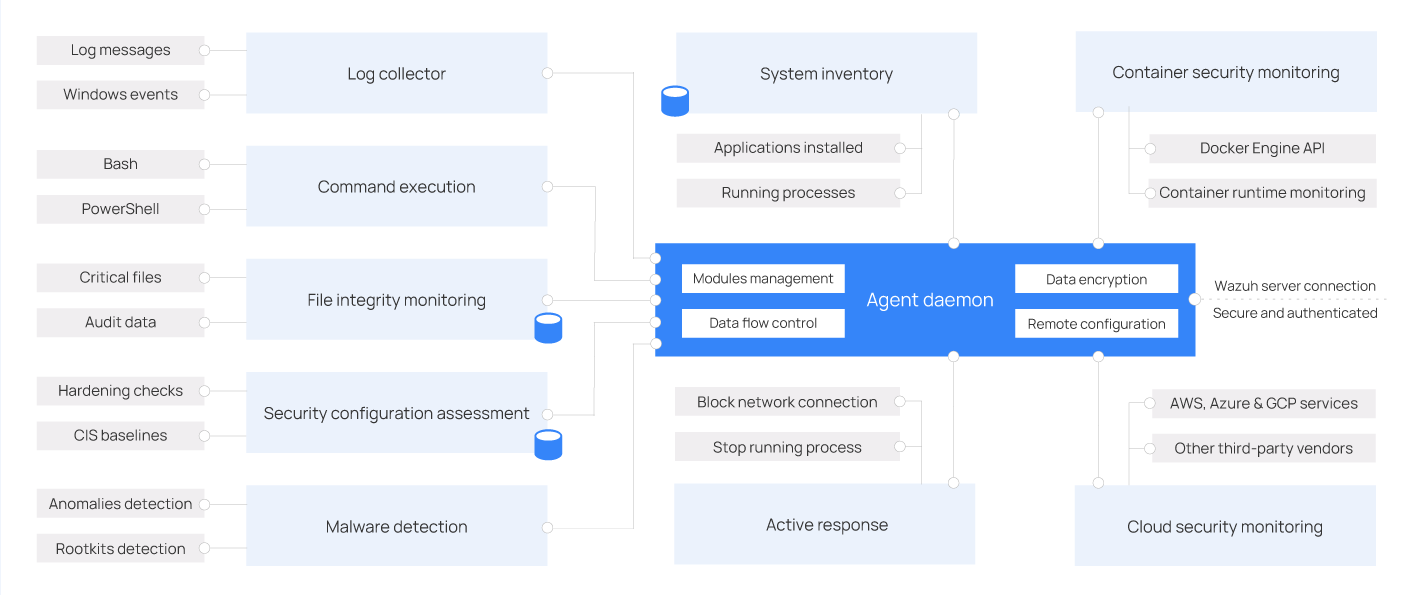 Log messages
Windows events
Log collector
Bash
PowerShell
Command execution
Critical files
Audit data
File integrity monitoring
Hardening checks
CIS baselines
Security configuration assessment
Anomalies detection
Rootkits detection
Malware detection
System inventory
Applications installed
Running processes
Container security monitoring
Docker Engine API
Container runtime monitoring
Modules management
Data flow control
Agent daemon
Data encryption
Remote configuration
Wazuh server connection
Secure and authenticated
Block network connection
Stop running process
Active response
AWS, Azure & GCP services
Other third-party vendors
Cloud security monitoring